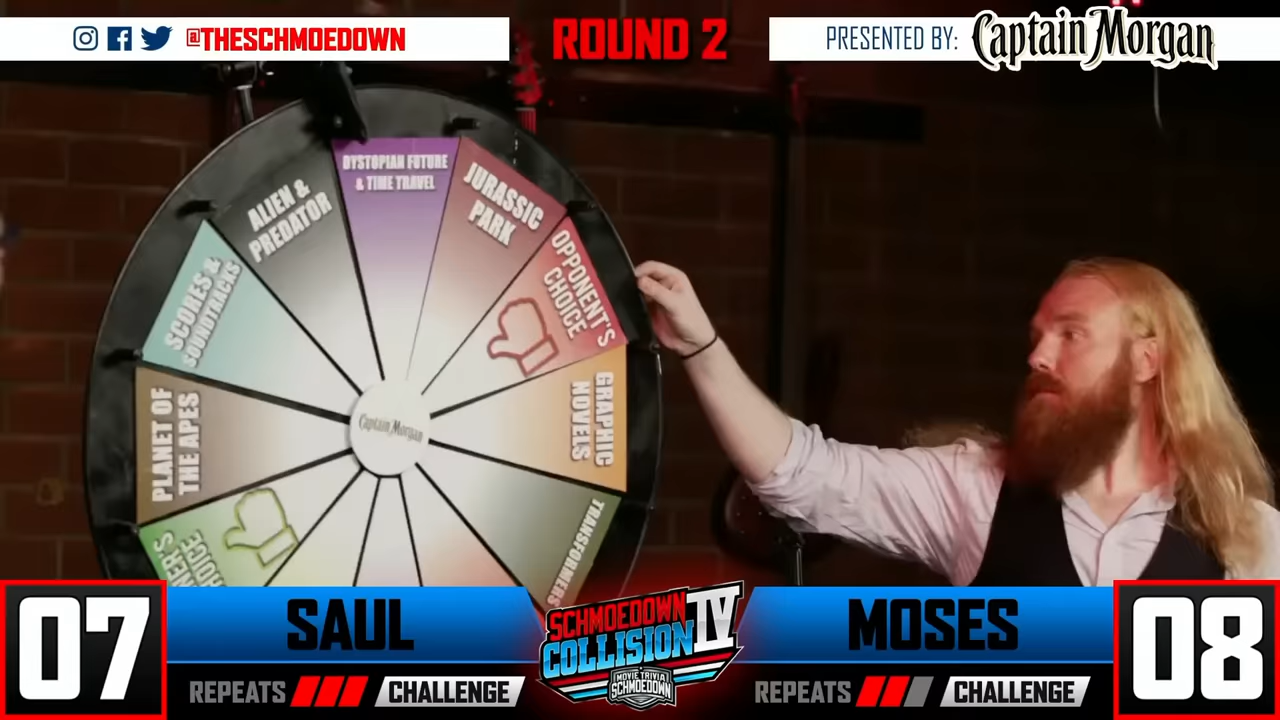 @THESCHMOEDOWN
ROUND 2
PRESENTED BY: Captain Morgan
DYSTOPIAN FUTURE
& TIME TRAVEL
JURASSIC
PARK
OPPONENT'S
CHOICE
GRAPHIC
NOVELS
TRANSFORMERS
ALIEN &
PREDATOR
SCORES &
SOUNDTRACKS
PLANET OF
THE APES
Captain Morgan
07
SAUL
REPEATS
CHALLENGE
SCHMOEDOWN
COLLISION IV
MOVIE TRIVIA
SCHMOEDOWN
MOSES
08
REPEATS
CHALLENGE